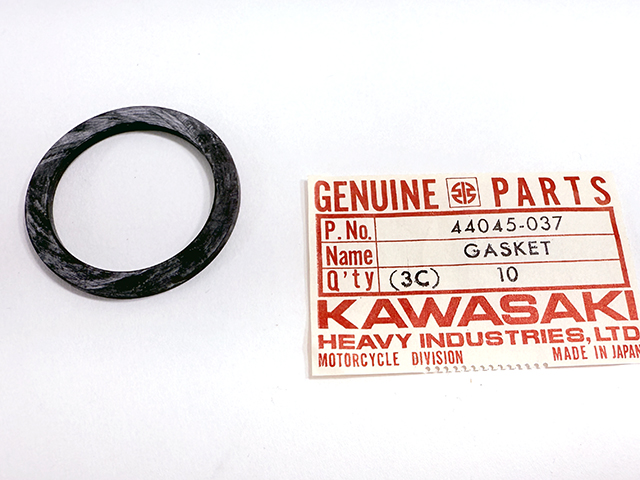 GENUINE PARTS
P.No. 44045-037
Name GASKET
Q'ty (3C) 10
KAWASAKI
HEAVY INDUSTRIES, LTD
MOTORCYCLE DIVISION MADE IN JAPAN